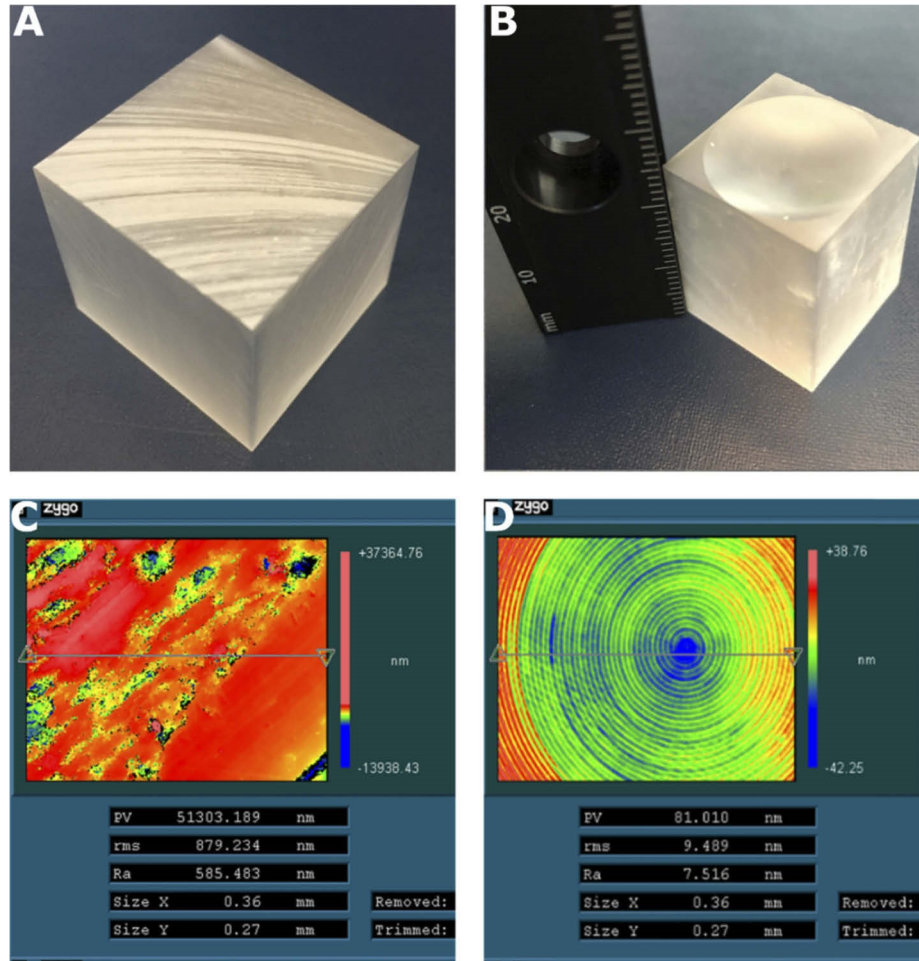 A
B
20
10
mm
C
zygo
+37364.76
nm
-13938.43
PV 51303.189 nm
rms 879.234 nm
Ra 585.483 nm
Size X 0.36 mm Removed:
Size Y 0.27 mm Trimmed:
D
zygo
+38.76
nm
-42.25
PV 81.010 nm
rms 9.489 nm
Ra 7.516 nm
Size X 0.36 mm Removed:
Size Y 0.27 mm Trimmed: